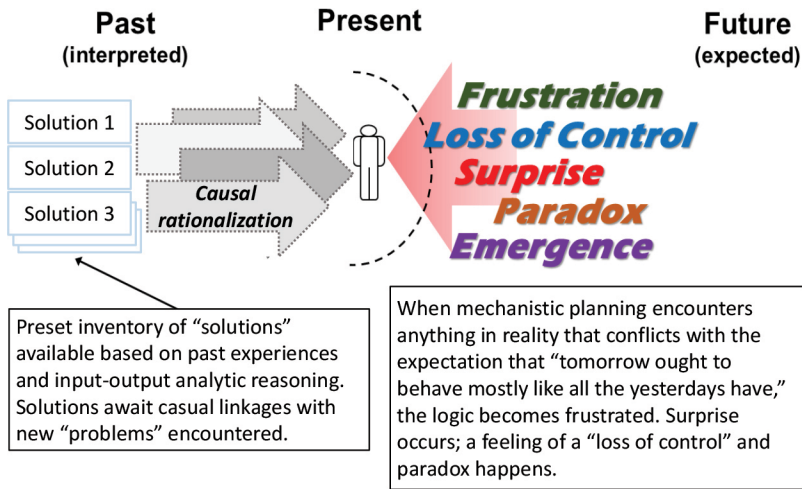 Past
(interpreted)
Present
Future
(expected)
Solution 1
Solution 2
Solution 3
Causal
rationalization
Frustration
Loss of Control
Surprise
Paradox
Emergence
Preset inventory of “solutions”
available based on past experiences
and input-output analytic reasoning.
Solutions await casual linkages with
new “problems” encountered.
When mechanistic planning encounters
anything in reality that conflicts with the
expectation that “tomorrow ought to
behave mostly like all the yesterdays have,”
the logic becomes frustrated. Surprise
occurs; a feeling of a “loss of control” and
paradox happens.